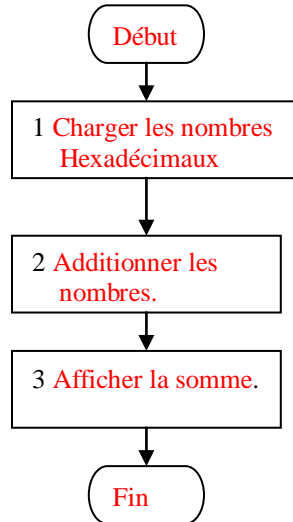 Début
1 Charger les nombres
Hexadécimaux
2 Additionner les
nombres.
3 Afficher la somme.
Fin